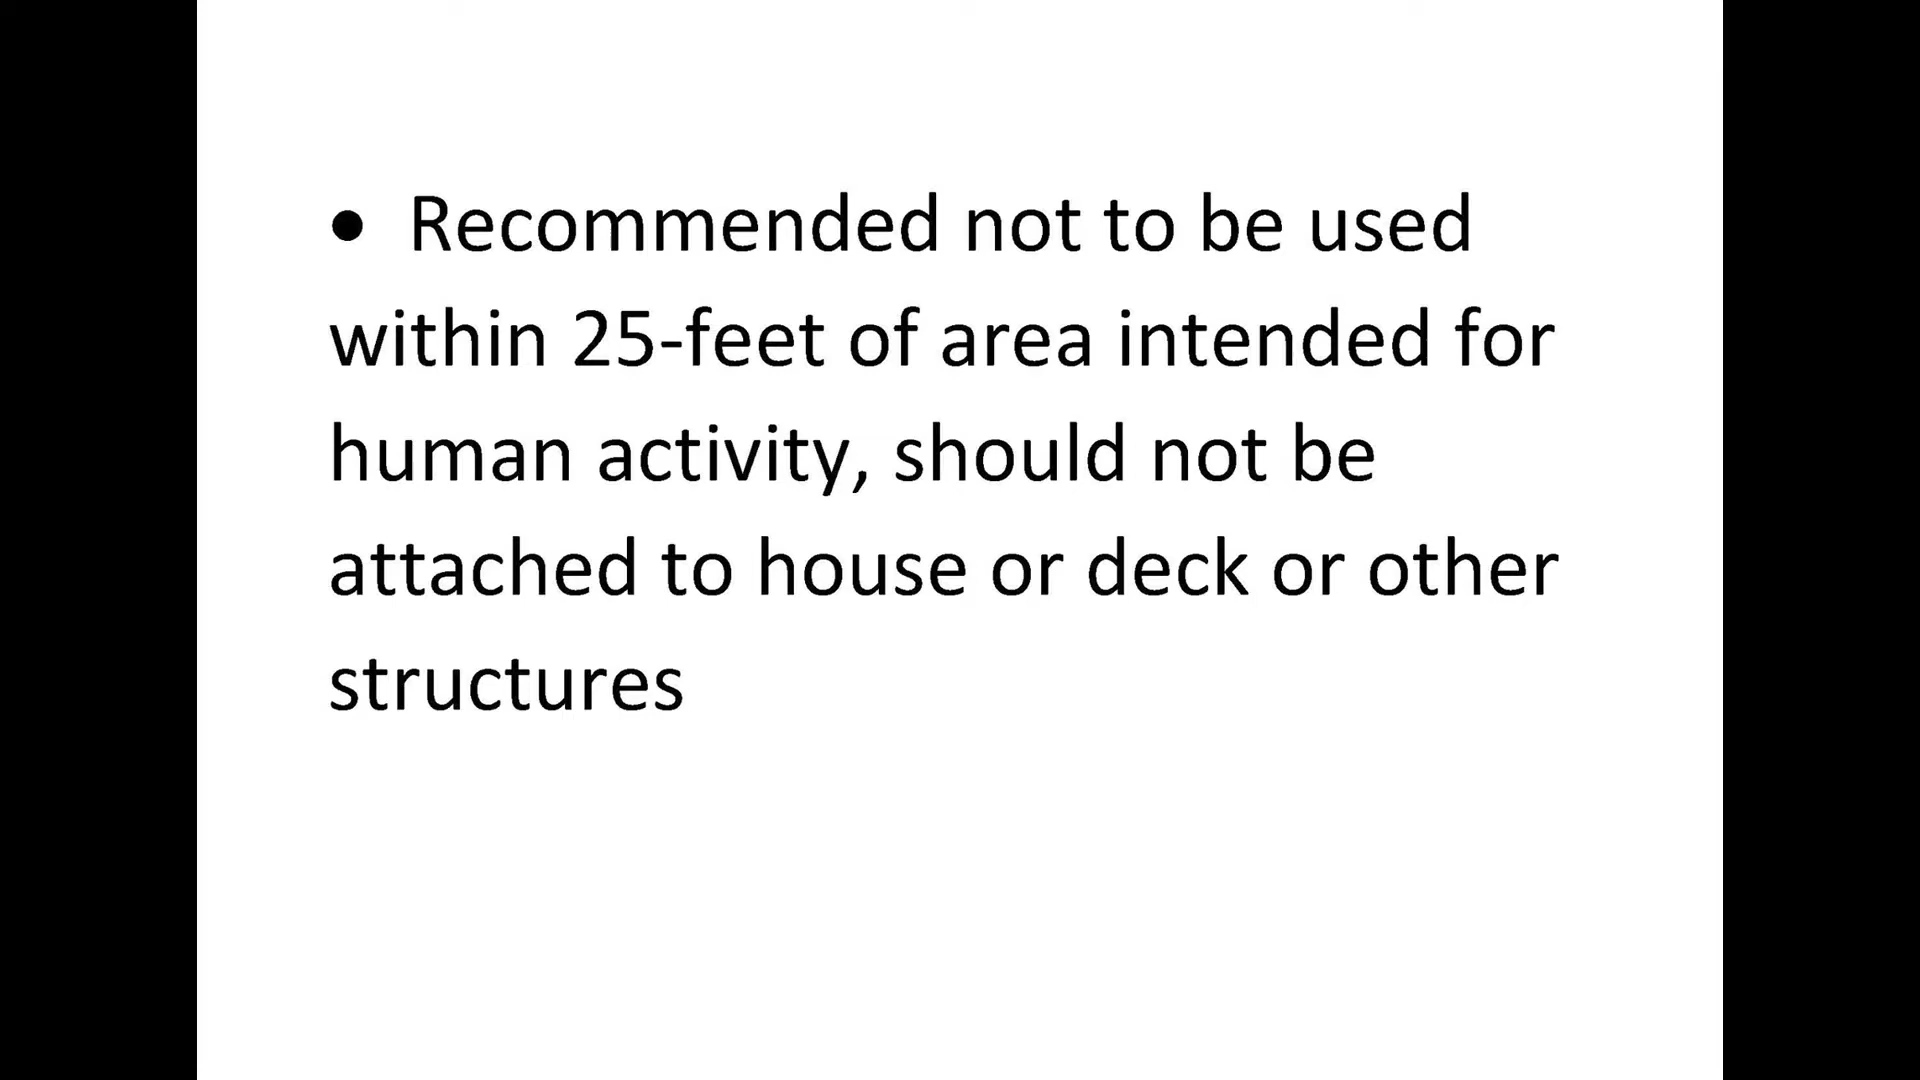 • Recommended not to be used
within 25-feet of area intended for
human activity, should not be
attached to house or deck or other
structures